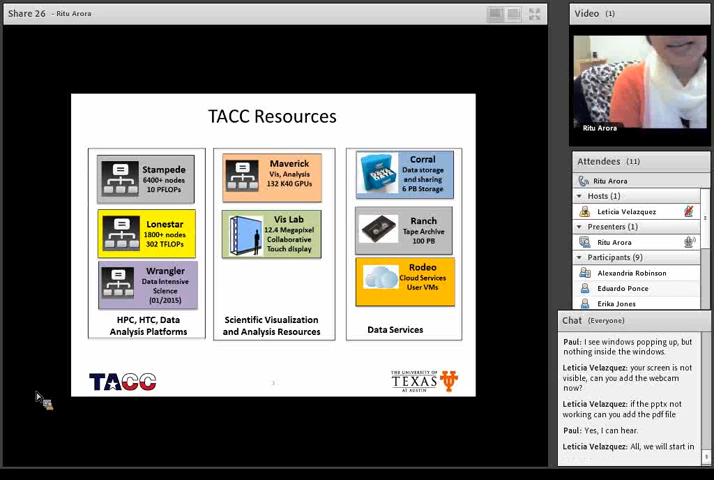 Share 26 - Ritu Arora
TACC Resources
Stampede
6400+ nodes
10 PFLOPs
Lonestar
1800+ nodes
302 TFLOPs
Wrangler
Data Intensive
Science
(01/2015)
HPC, HTC, Data
Analysis Platforms
Maverick
Vis, Analysis
132 K40 GPUs
Vis Lab
12.4 Megapixel
Collaborative
Touch display
Scientific Visualization
and Analysis Resources
Corral
Data storage
and sharing
6 PB Storage
Ranch
Tape Archive
100 PB
Rodeo
Cloud Services
User VMs
Data Services
TACC
3
THE UNIVERSITY OF
TEXAS
AT AUSTIN
Video (1)
Ritu Arora
Attendees (11)
Ritu Arora
Hosts (1)
Leticia Velazquez
Presenters (1)
Ritu Arora
Participants (9)
Alexandria Robinson
Eduardo Ponce
Erika Jones
Chat (Everyone)
Paul: I see windows popping up, but
nothing inside the windows.
Leticia Velazquez: your screen is not
visible, can you add the webcam
now?
Leticia Velazquez: if the pptx not
working can you add the pdf file
Paul: Yes, I can hear.
Leticia Velazquez: All, we will start in